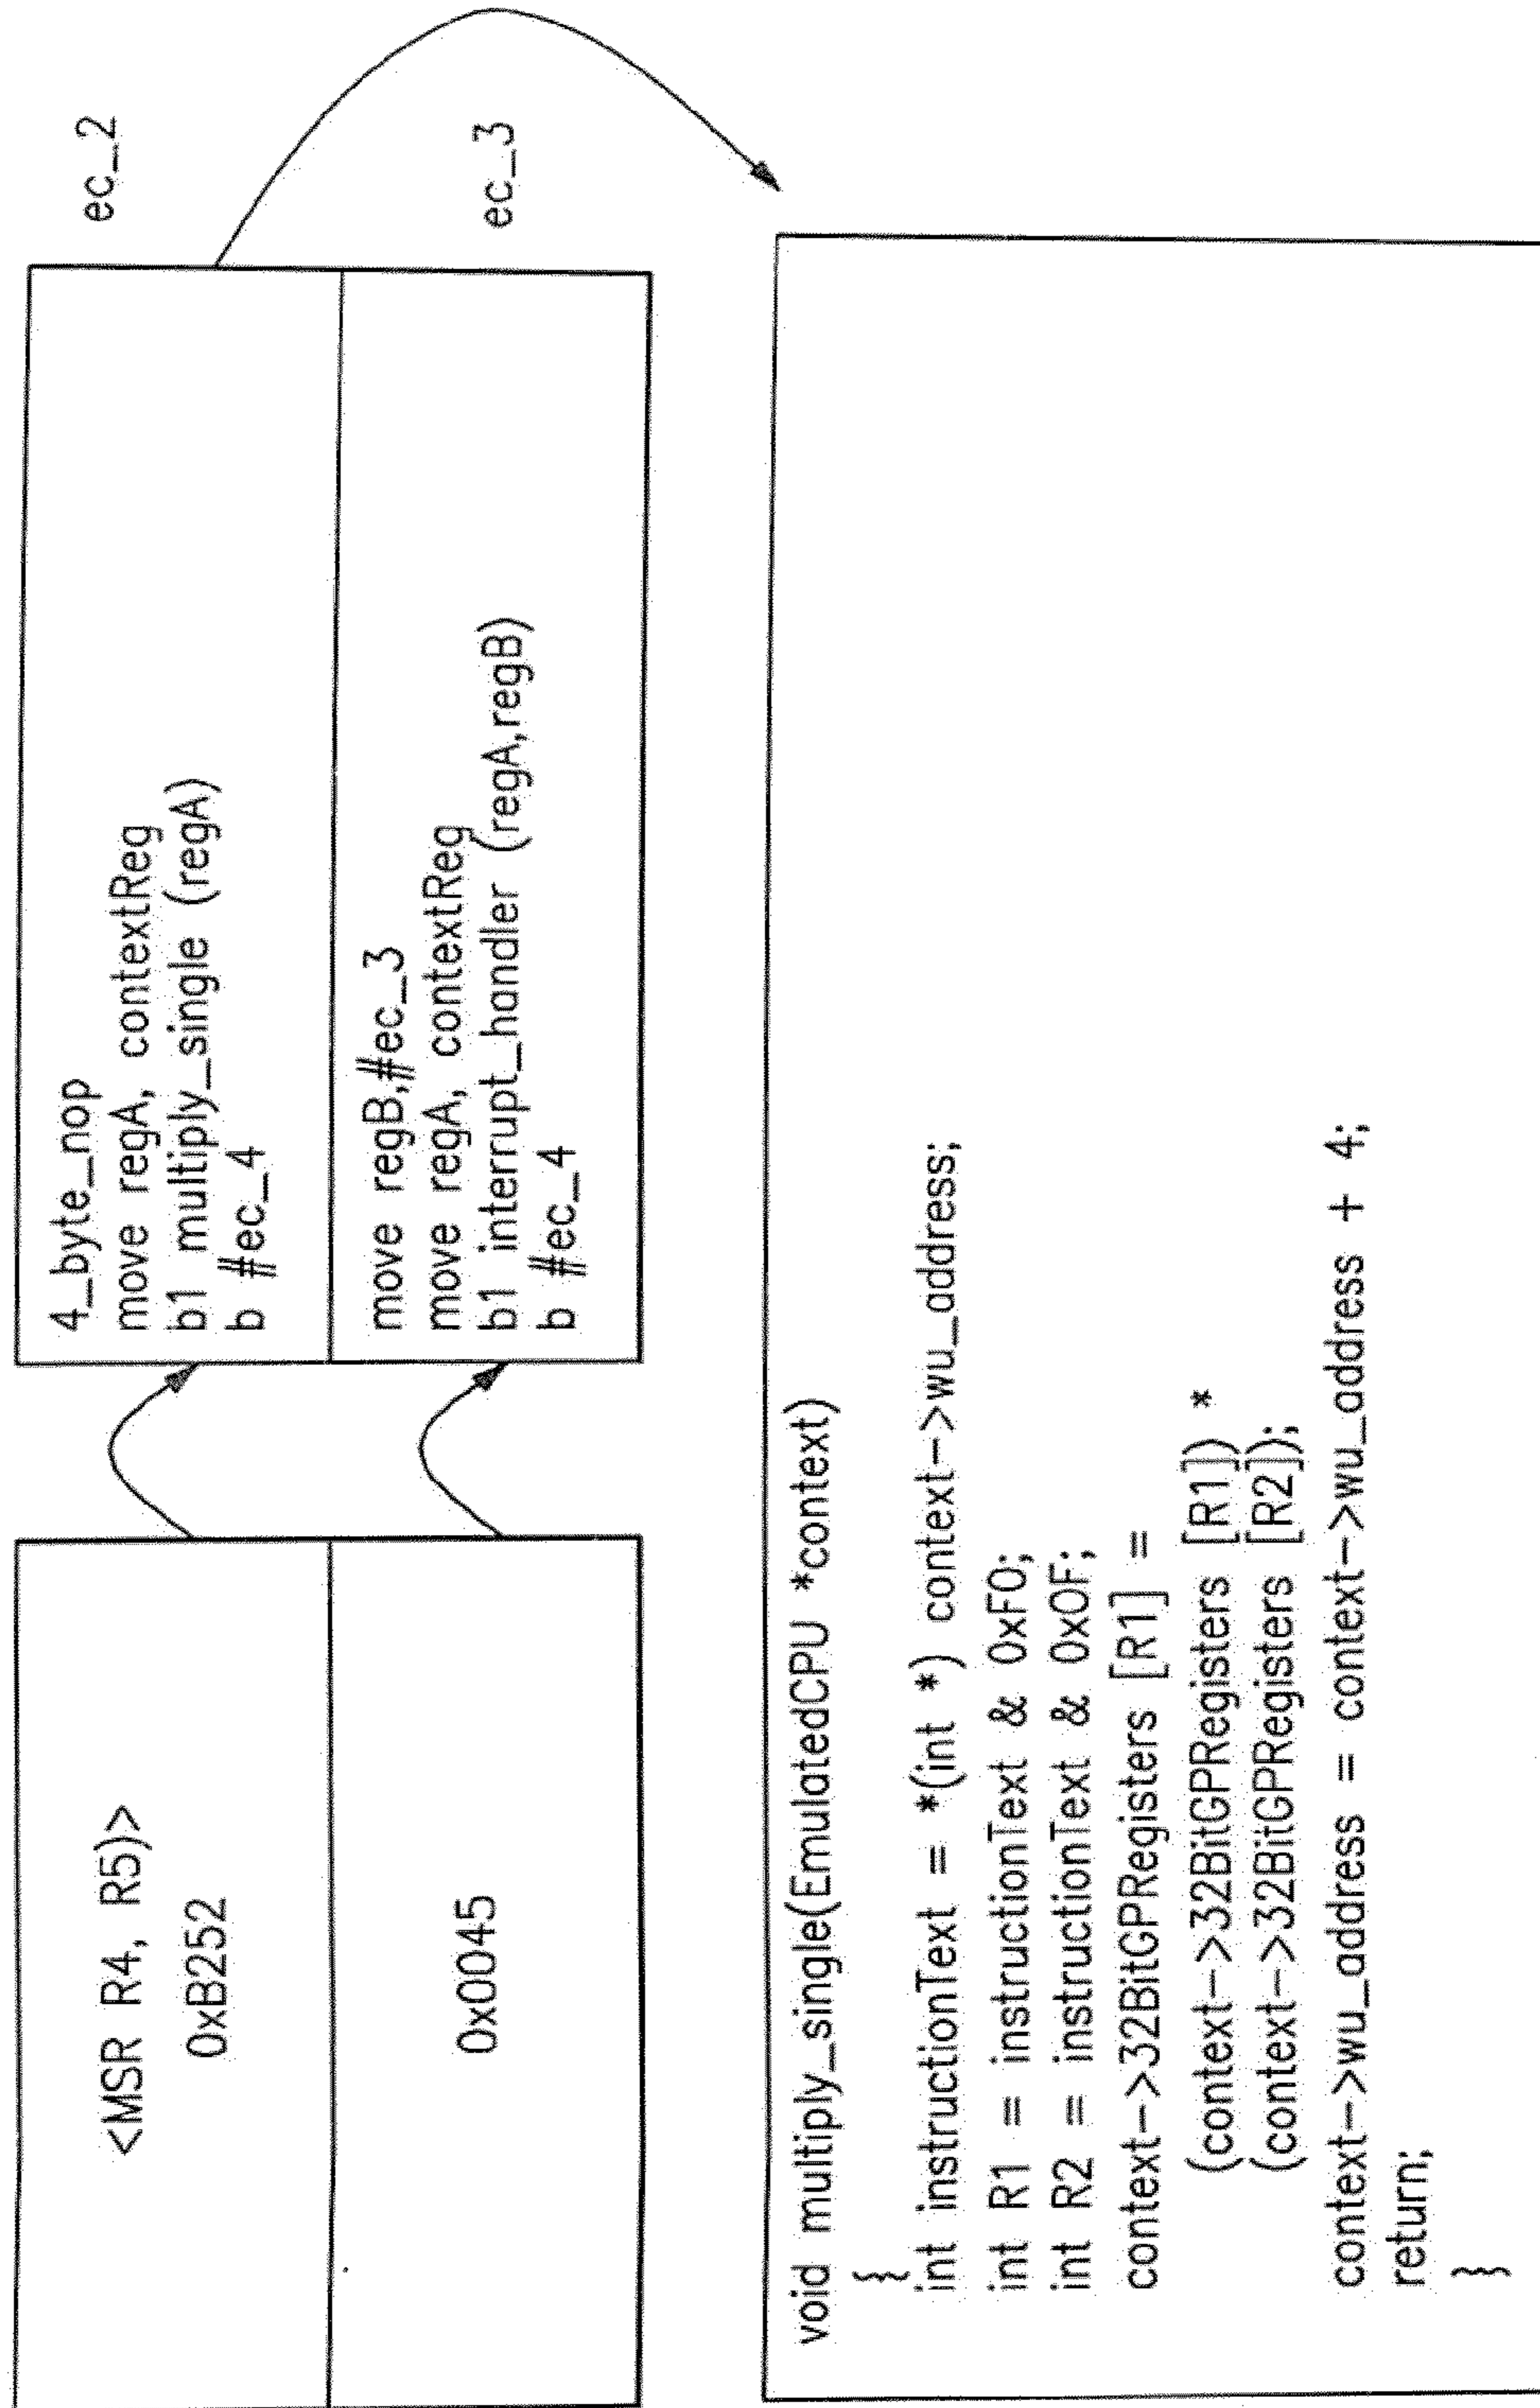 <MSR R4, R5)>
0xB252
0x0045
4_byte_nop
move regA, contextReg
b1 multiply_single (regA)
b #ec_4
ec_2
move regB,#ec_3
move regA, contextReg
b1 interrupt_handler (regA,regB)
b #ec_4
ec_3
void multiply_single(EmulatedCPU *context)
}
int instructionText = *(int *) context->wu_address;
int R1 = instructionText & 0xF0;
int R2 = instructionText & 0x0F;
context->32BitGPRegisters [R1] =
(context->32BitGPRegisters [R1]) *
(context->32BitGPRegisters [R2]);
context->wu_address = context->wu_address + 4;
return;
}